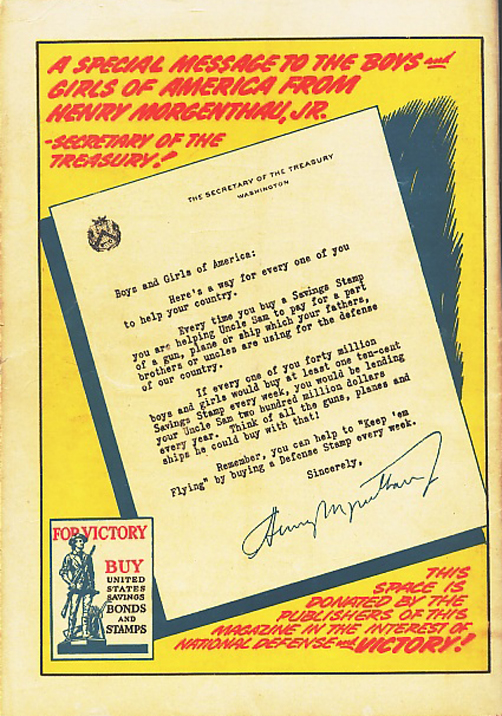 A SPECIAL MESSAGE TO THE BOYS and
GIRLS OF AMERICA FROM
HENRY MORGENTHAU, JR.
-SECRETARY OF THE
TREASURY!
THE SECRETARY OF THE TREASURY
WASHINGTON
Boys and Girls of America:
Here's a way for every one of you
to help your country.
Every time you buy a Savings Stamp
you are helping Uncle Sam to pay for a part
of a gun, plane or ship which your fathers,
brothers or uncles are using for the defense
of our country.
If every one of you forty million
boys and girls would buy at least one ten-cent
Savings Stamp every week, you would be lending
your Uncle Sam two hundred million dollars
every year. Think of all the guns, planes and
ships he could buy with that!
Remember, you can help to "Keep 'em
Flying" by buying a Defense Stamp every week.
Sincerely,
Henry Morgenthau Jr
FOR VICTORY
BUY
UNITED
STATES
SAVINGS
BONDS
AND
STAMPS
THIS
SPACE IS
DONATED BY THE
PUBLISHERS OF THIS
MAGAZINE IN THE INTEREST OF
NATIONAL DEFENSE and VICTORY!